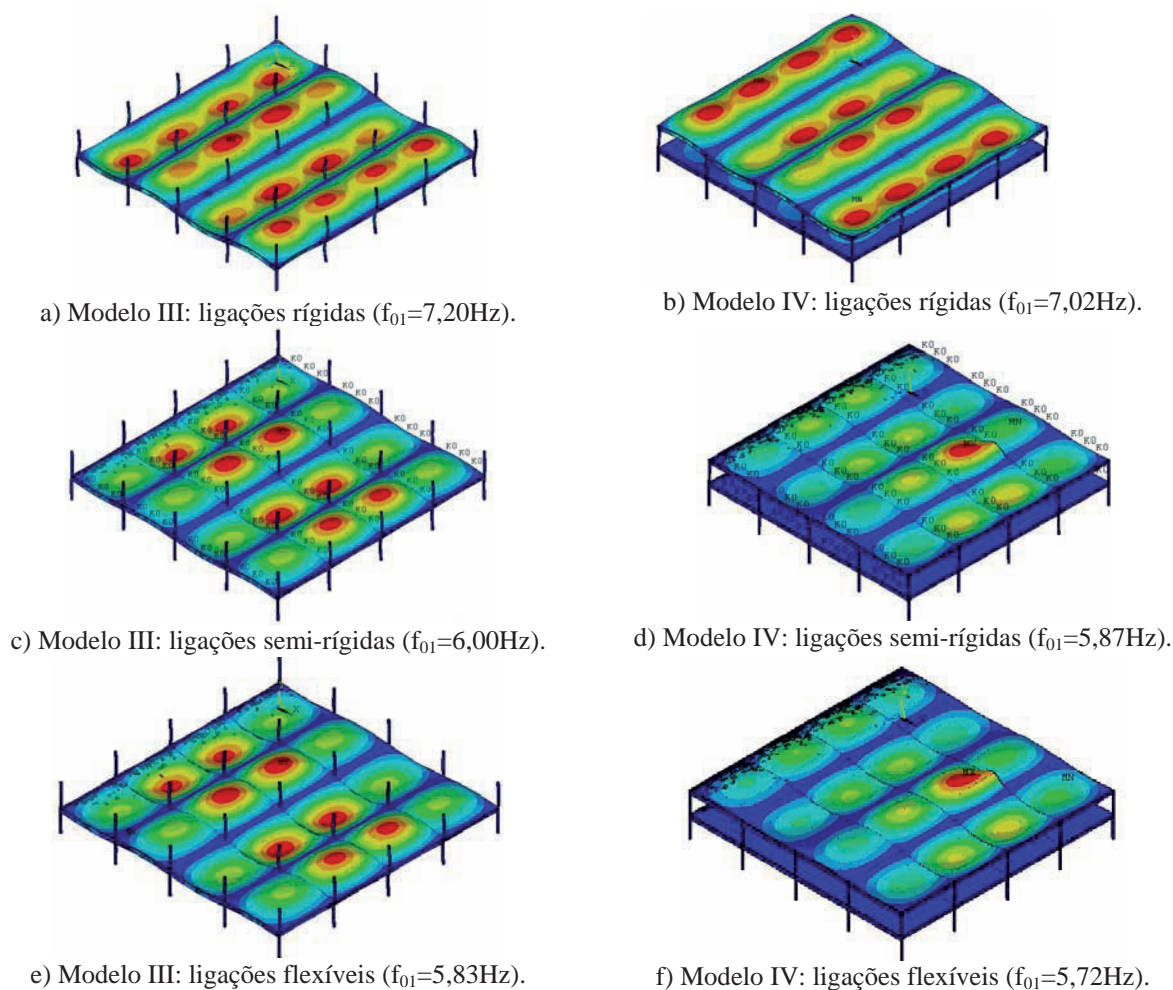 a) Modelo III: ligações rígidas (f01=7,20Hz).
b) Modelo IV: ligações rígidas (f01=7,02Hz).
c) Modelo III: ligações semi-rígidas (f01=6,00Hz).
d) Modelo IV: ligações semi-rígidas (f01=5,87Hz).
e) Modelo III: ligações flexíveis (f01=5,83Hz).
f) Modelo IV: ligações flexíveis (f01=5,72Hz).